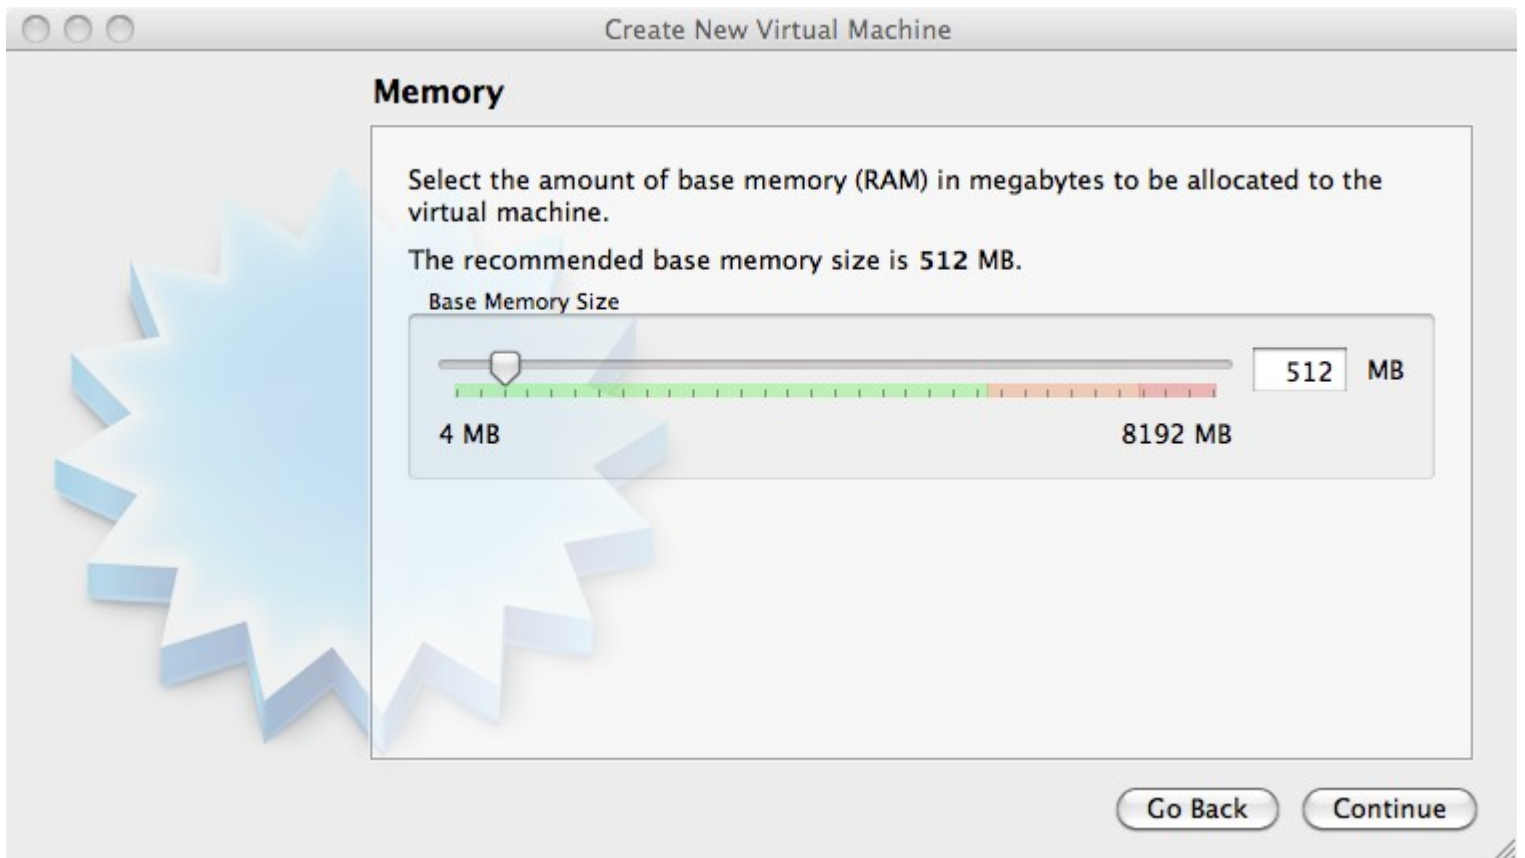 Create New Virtual Machine
Memory
Select the amount of base memory (RAM) in megabytes to be allocated to the
virtual machine.
The recommended base memory size is 512 MB.
Base Memory Size
512 MB
4 MB 8192 MB
Go Back Continue